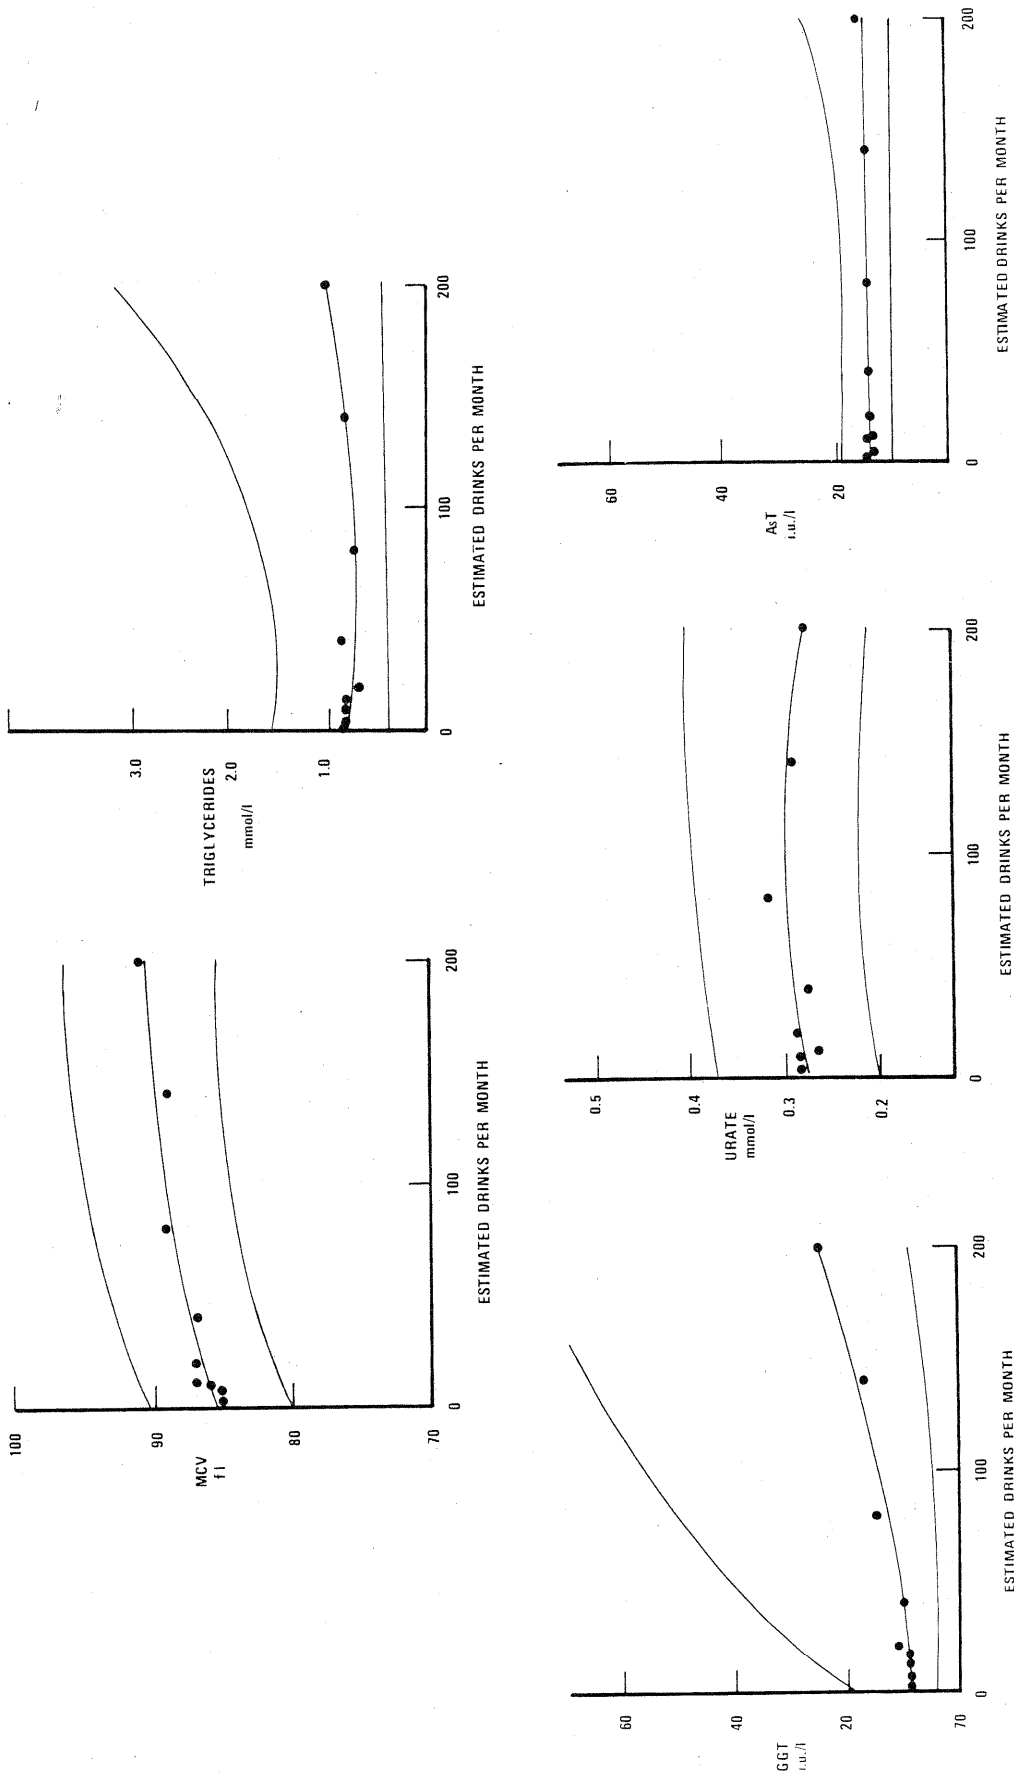 100
90
80
70
MCV
fl
0
100
200
ESTIMATED DRINKS PER MONTH
3.0
2.0
1.0
TRIGLYCERIDES
mmol/l
0
100
200
ESTIMATED DRINKS PER MONTH
60
40
20
70
GGT
i.u./l
0
100
200
ESTIMATED DRINKS PER MONTH
0.5
0.4
0.3
0.2
URATE
mmol/l
0
100
200
ESTIMATED DRINKS PER MONTH
60
40
20
AsT
i.u./l
0
100
200
ESTIMATED DRINKS PER MONTH